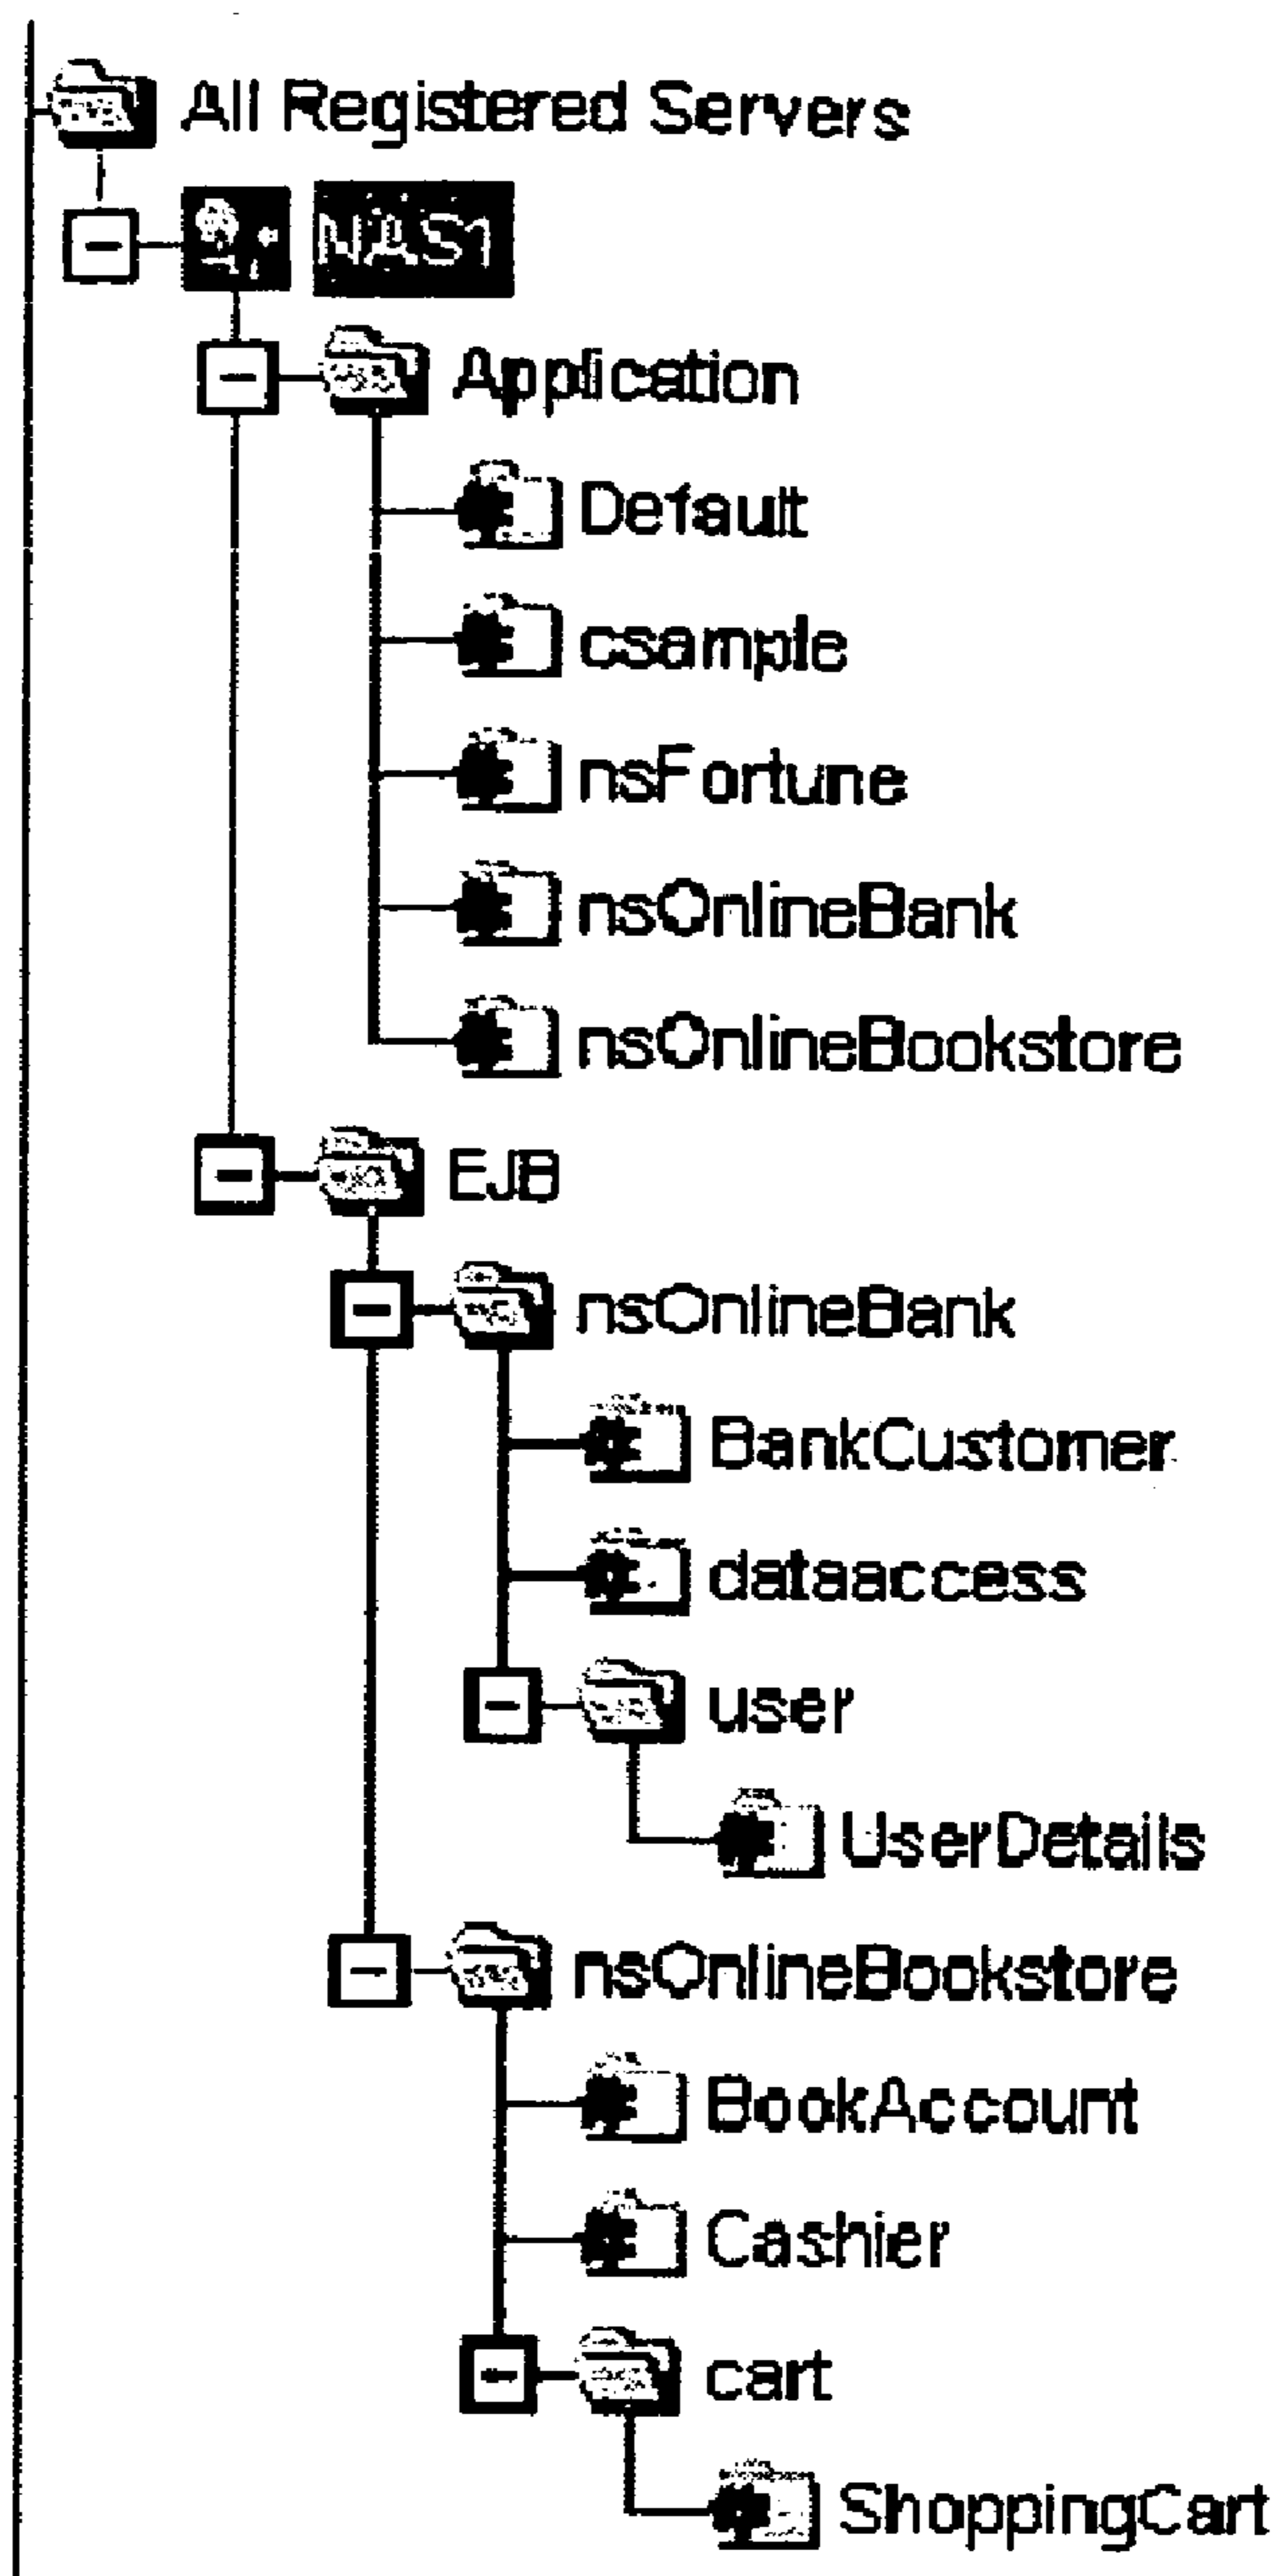 All Registered Servers
NAS1
Application
Default
csample
nsFortune
nsOnlineBank
nsOnlineBookstore
EJB
nsOnlineBank
BankCustomer
dataaccess
user
UserDetails
nsOnlineBookstore
BookAccount
Cashier
cart
ShoppingCart